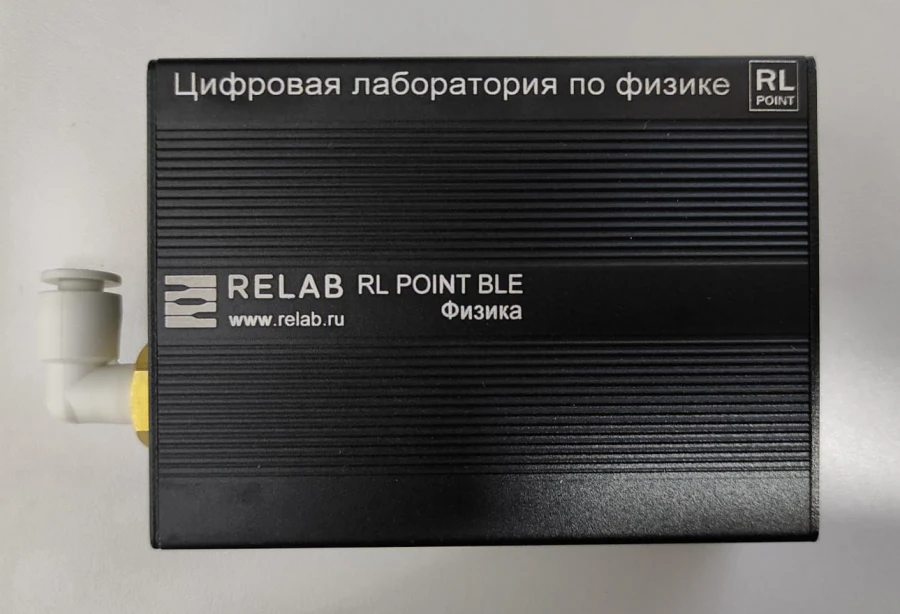 Цифровая лаборатория по физике
RL
POINT
RELAB RL POINT BLE
www.relab.ru Физика